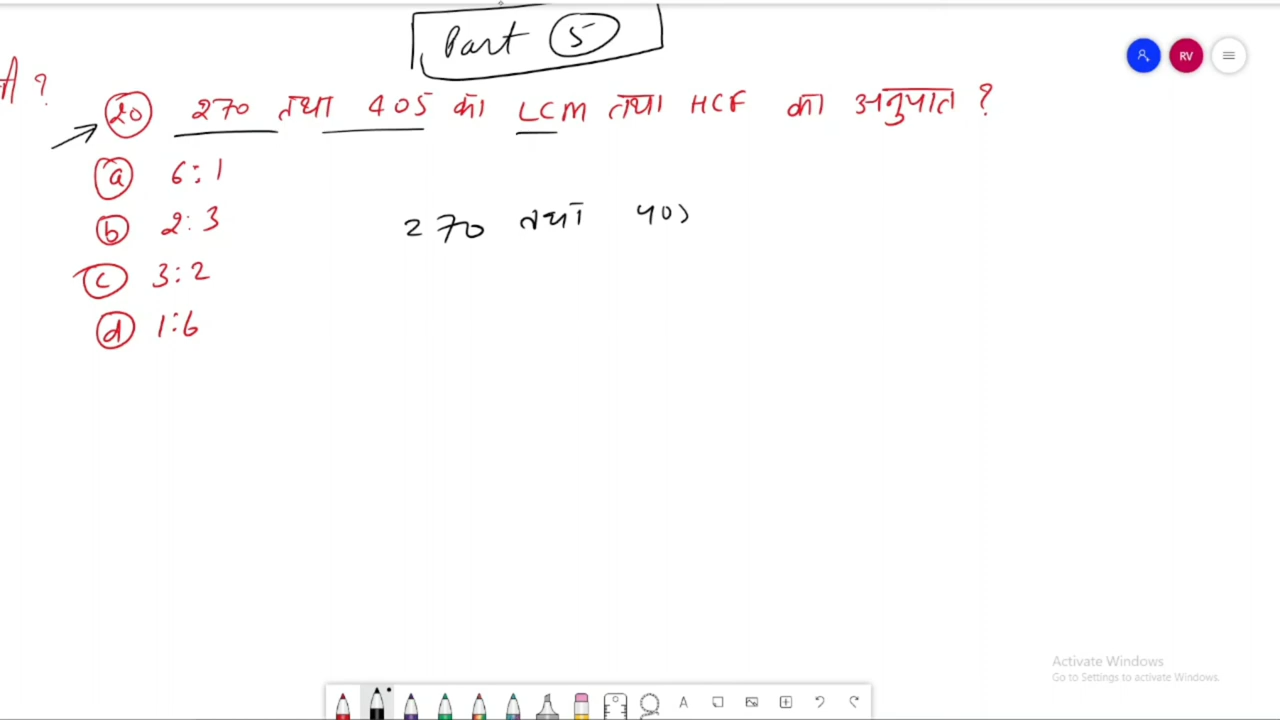 Part 5
A ?
20 270 तथा 405 का LCM तथा HCF का अनुपात ?
a 6:1
b 2:3
c 3:2
d 1:6
270 तथा 405
RV
A
Activate Windows
Go to Settings to activate Windows.